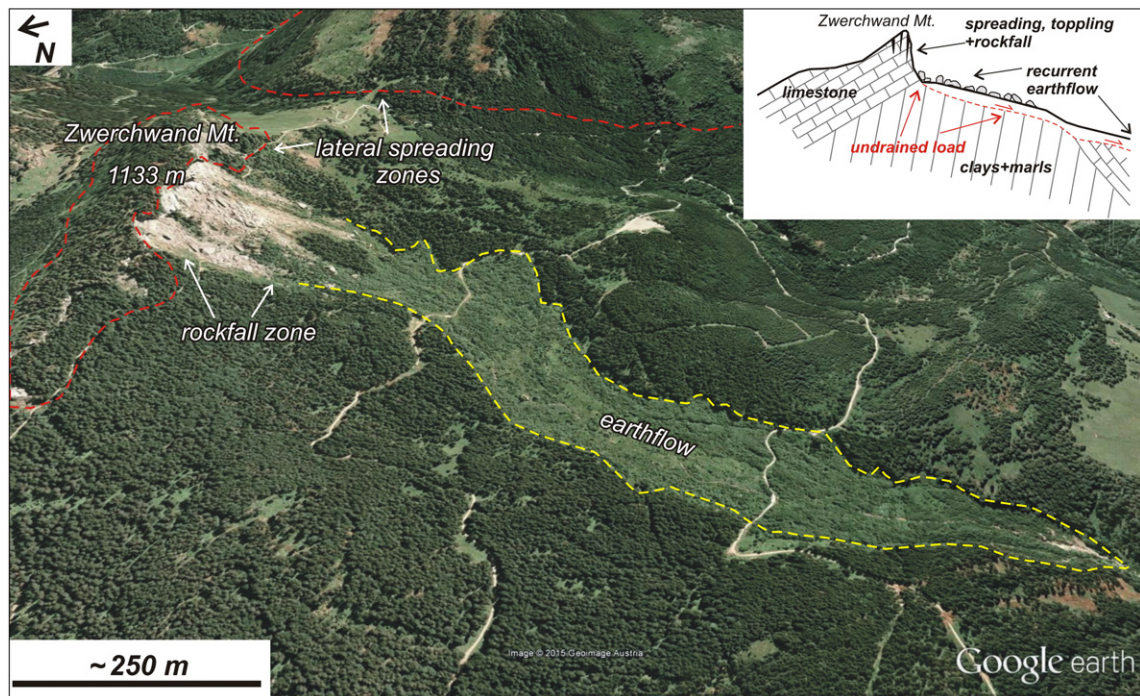 N
Zwerchwand Mt.
spreading, toppling
+rockfall
recurrent
earthflow
limestone
undrained load
clays+marls
Zwerchwand Mt.
1133 m
lateral spreading
zones
rockfall zone
earthflow
~250 m
Image © 2015 Geoimage Austria
Google earth